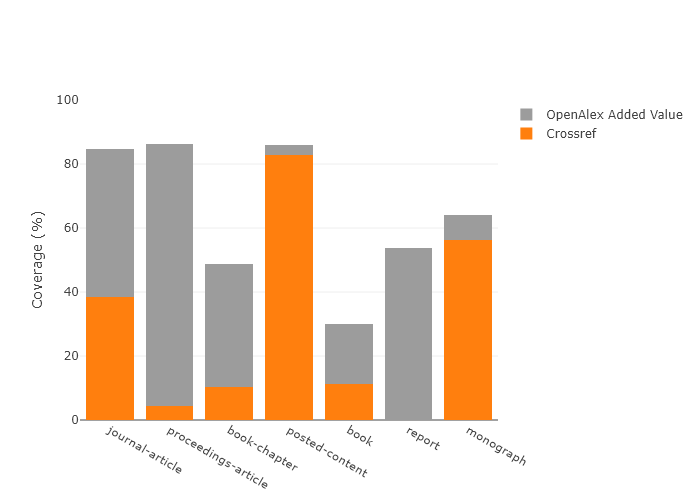 100
80
60
40
20
0
Coverage (%)
journal-article
proceedings-article
book-chapter
posted-content
book
report
monograph
OpenAlex Added Value
Crossref